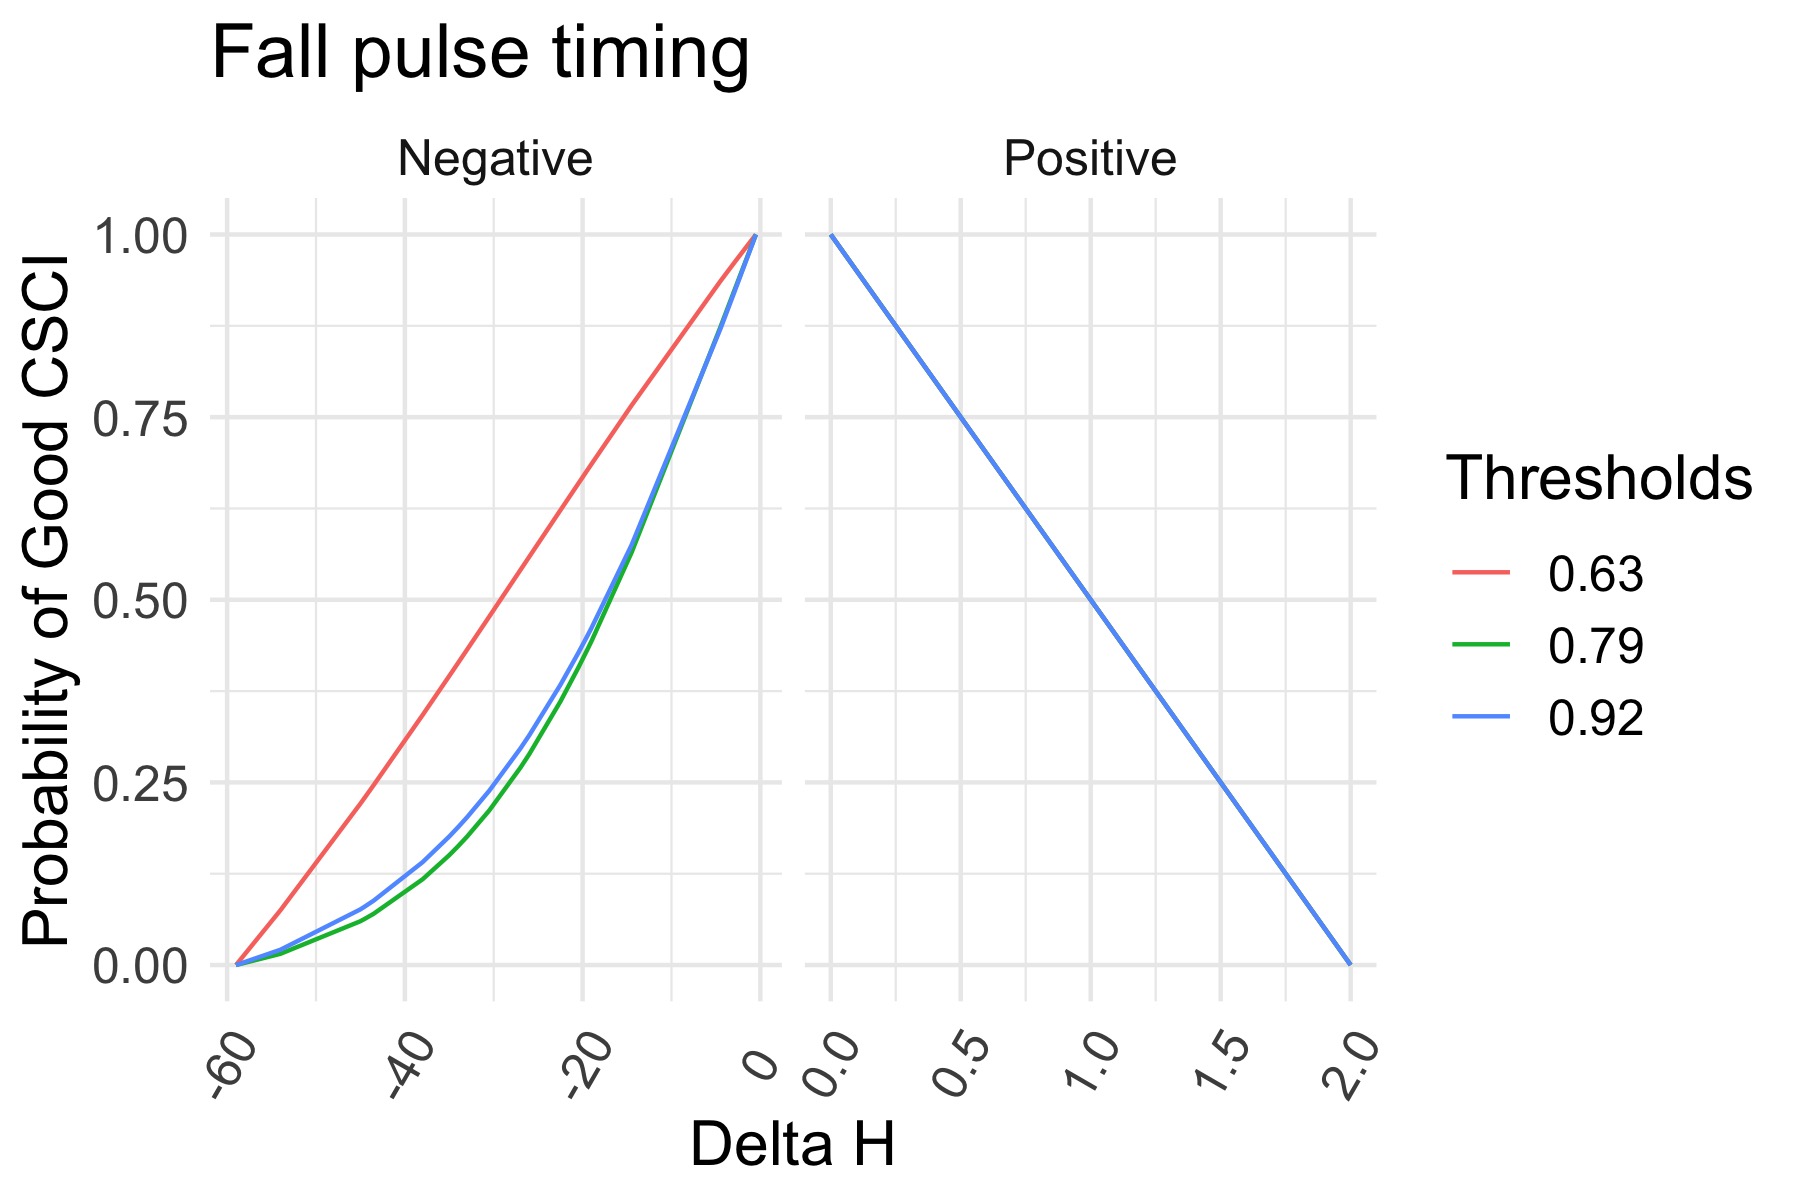 Fall pulse timing
Negative
Positive
Probability of Good CSCI
1.00
0.75
0.50
0.25
0.00
-60
-40
-20
0
0.0
0.5
1.0
1.5
2.0
Delta H
Thresholds
0.63
0.79
0.92